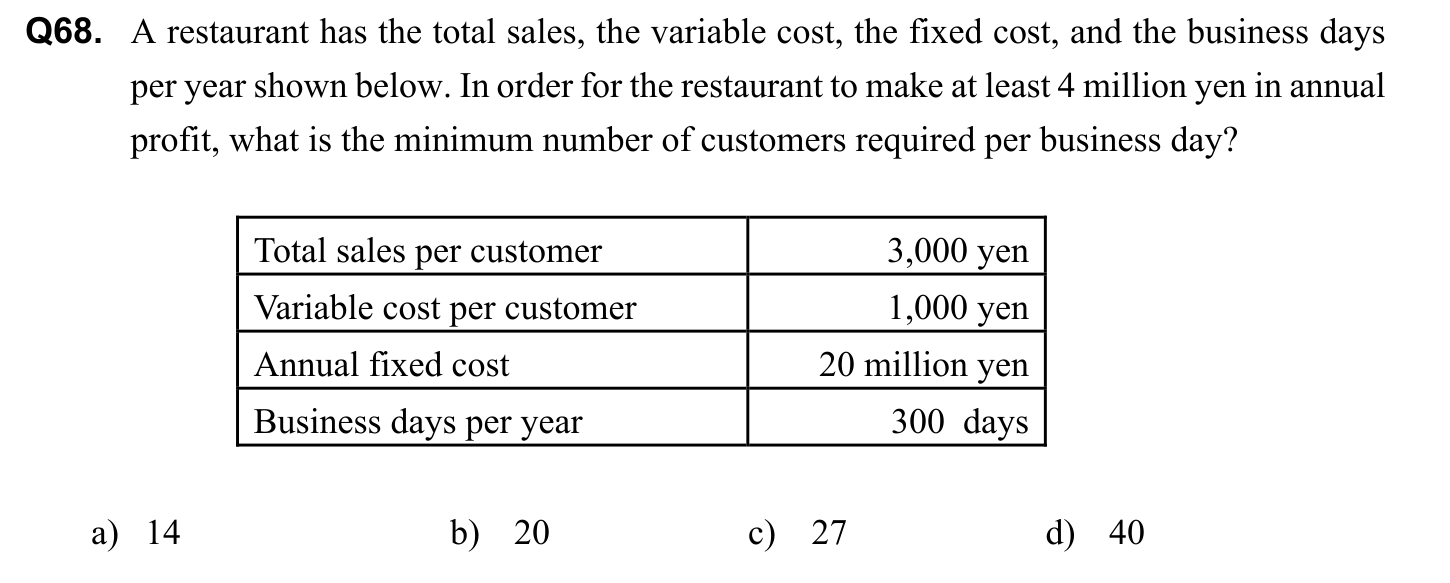 Q68. A restaurant has the total sales, the variable cost, the fixed cost, and the business days
per year shown below. In order for the restaurant to make at least 4 million yen in annual
profit, what is the minimum number of customers required per business day?
Total sales per customer 3,000 yen
Variable cost per customer 1,000 yen
Annual fixed cost 20 million yen
Business days per year 300 days
a) 14 b) 20 c) 27 d) 40